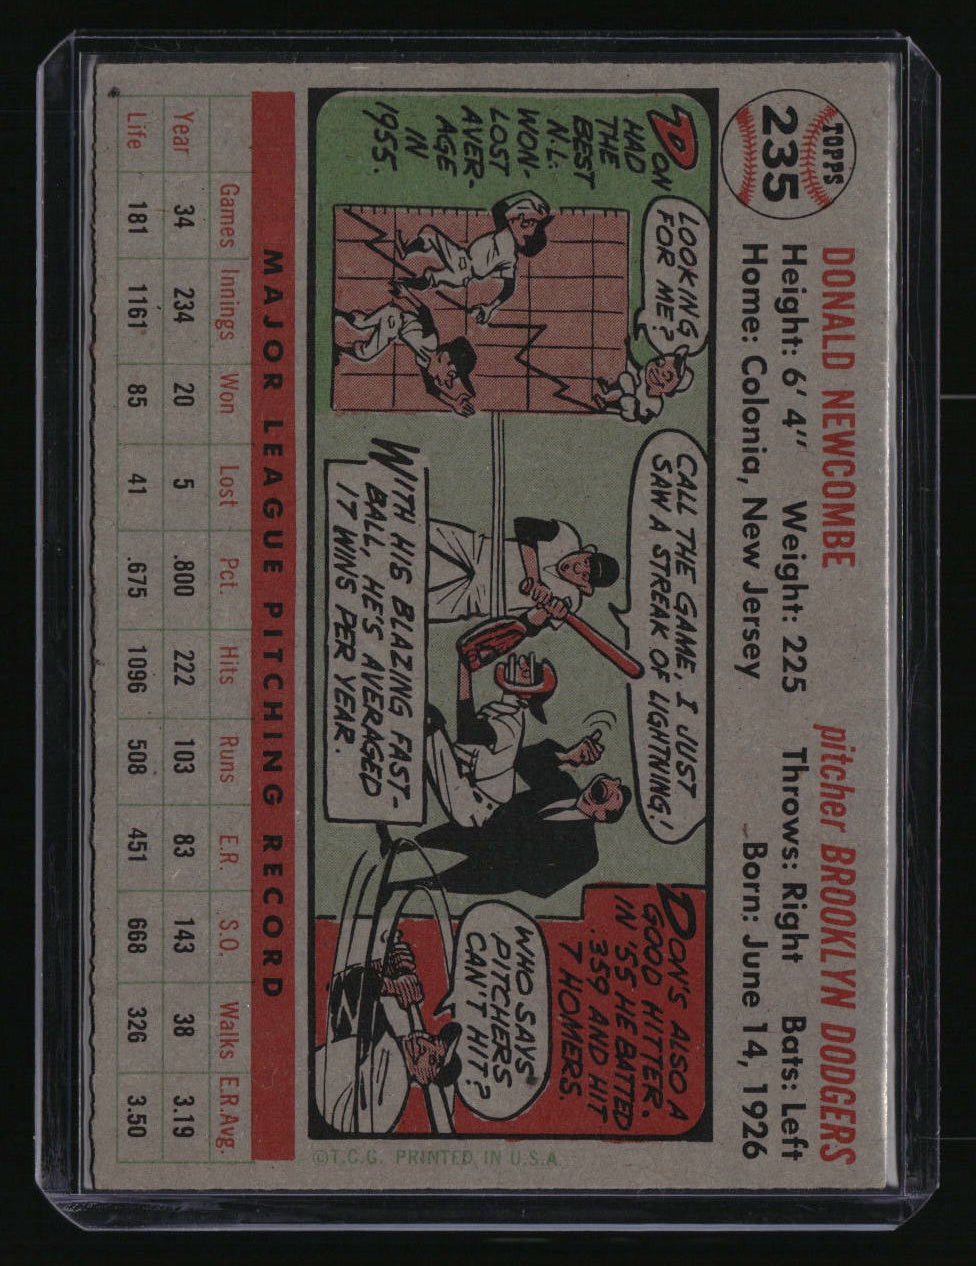 TOPPS
235
DONALD NEWCOMBE pitcher BROOKLYN DODGERS
Height: 6' 4" Weight: 225 Throws: Right Bats: Left
Home: Colonia, New Jersey Born: June 14, 1926
DON
HAD
THE
BEST
N.L.
WON-
LOST
AVER-
AGE
IN
1955.
LOOKING
FOR ME?
CALL THE GAME, I JUST
SAW A STREAK OF LIGHTNING!
WITH HIS BLAZING FAST-
BALL, HE'S AVERAGED
17 WINS PER YEAR.
DON'S ALSO A
GOOD HITTER.
IN '55 HE BATTED
.359 AND HIT
7 HOMERS.
WHO SAYS
PITCHERS
CAN'T HIT?
©T.C.G. PRINTED IN U.S.A.
MAJOR LEAGUE PITCHING RECORD
Games Innings Won Lost Pct. Hits Runs E.R. S.O. Walks E.R.Avg.
Year 34 234 20 5 .800 222 103 83 143 38 3.19
Life 181 1161 85 41 .675 1096 508 451 668 326 3.50